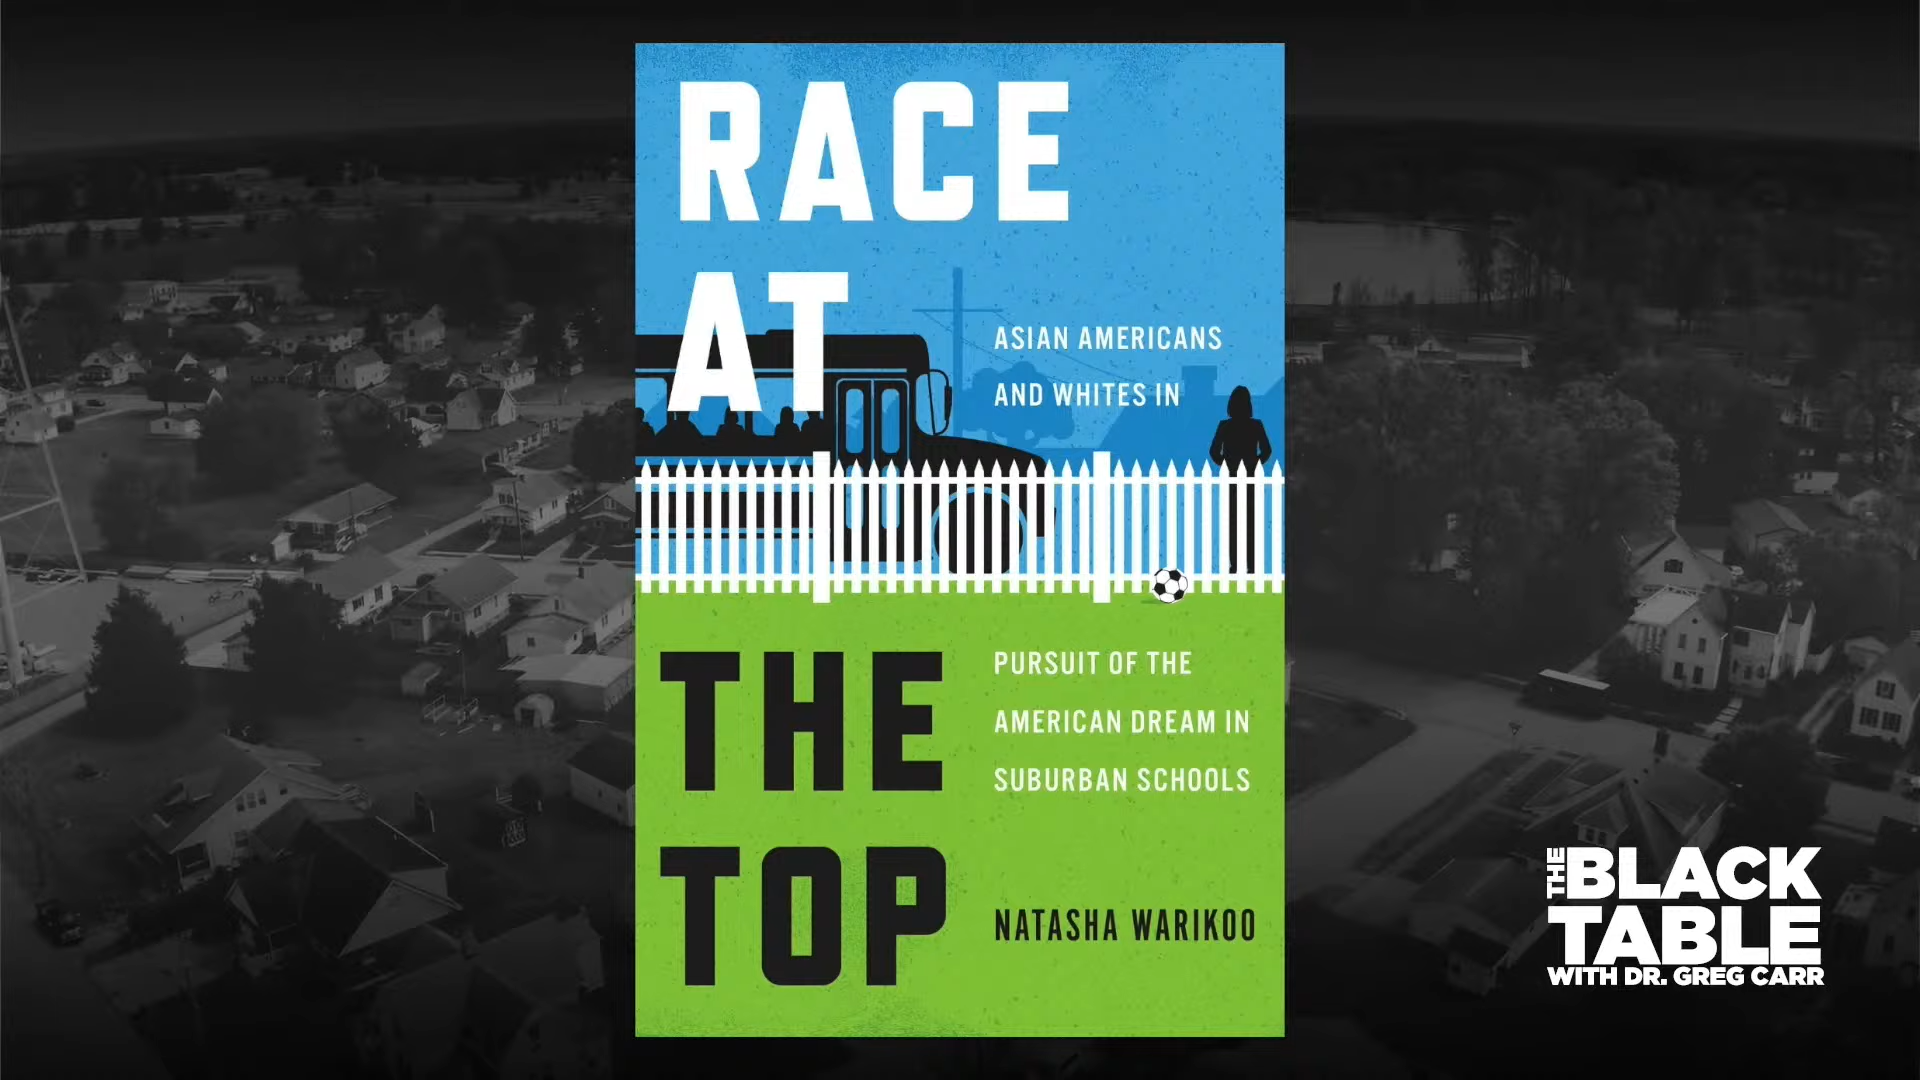 RACE
AT
ASIAN AMERICANS
AND WHITES IN
THE
PURSUIT OF THE
AMERICAN DREAM IN
SUBURBAN SCHOOLS
TOP
NATASHA WARIKOO
THE BLACK
TABLE
WITH DR. GREG CARR